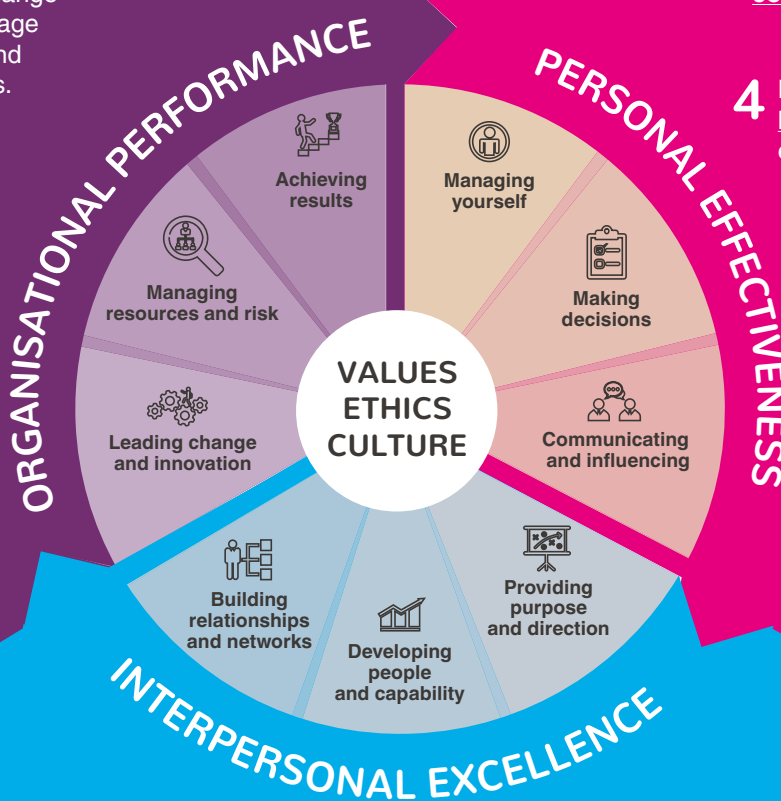 ORGANISATIONAL PERFORMANCE
PERSONAL EFFECTIVENESS
INTERPERSONAL EXCELLENCE
4
Achieving
results
Managing
yourself
Managing
resources and risk
Making
decisions
Leading change
and innovation
VALUES
ETHICS
CULTURE
Communicating
and influencing
Building
relationships
and networks
Developing
people
and capability
Providing
purpose
and direction